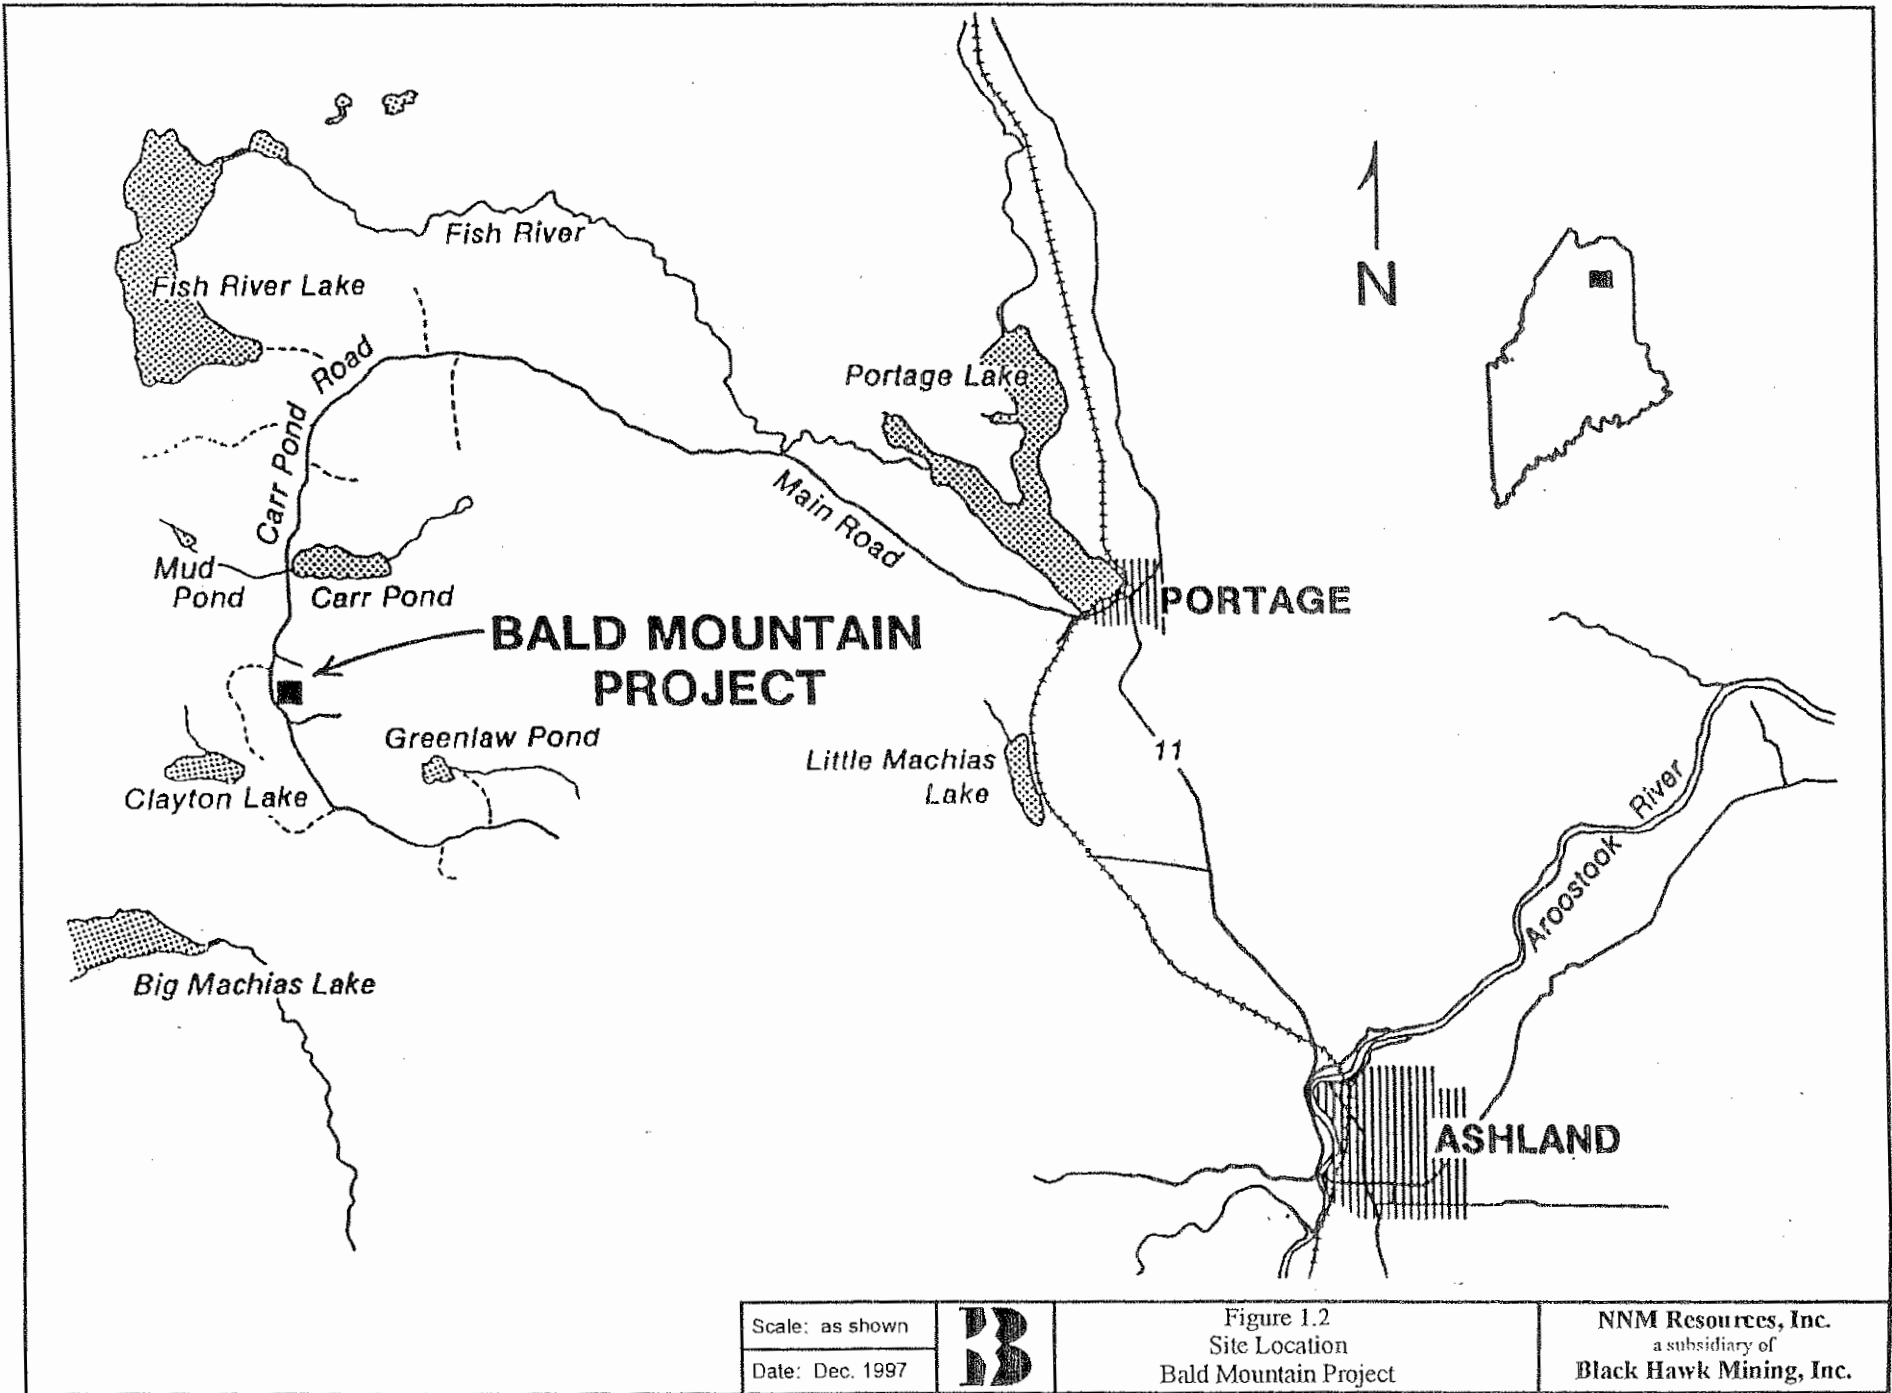 Fish River
Fish River Lake
N
Portage Lake
Carr Pond Road
Main Road
Mud
Pond
Carr Pond
PORTAGE
BALD MOUNTAIN
PROJECT
Greenlaw Pond
Clayton Lake
11
Little Machias
Lake
Aroostook River
Big Machias Lake
ASHLAND
Scale: as shown
Date: Dec. 1997
B
Figure 1.2
Site Location
Bald Mountain Project
NNM Resources, Inc.
a subsidiary of
Black Hawk Mining, Inc.